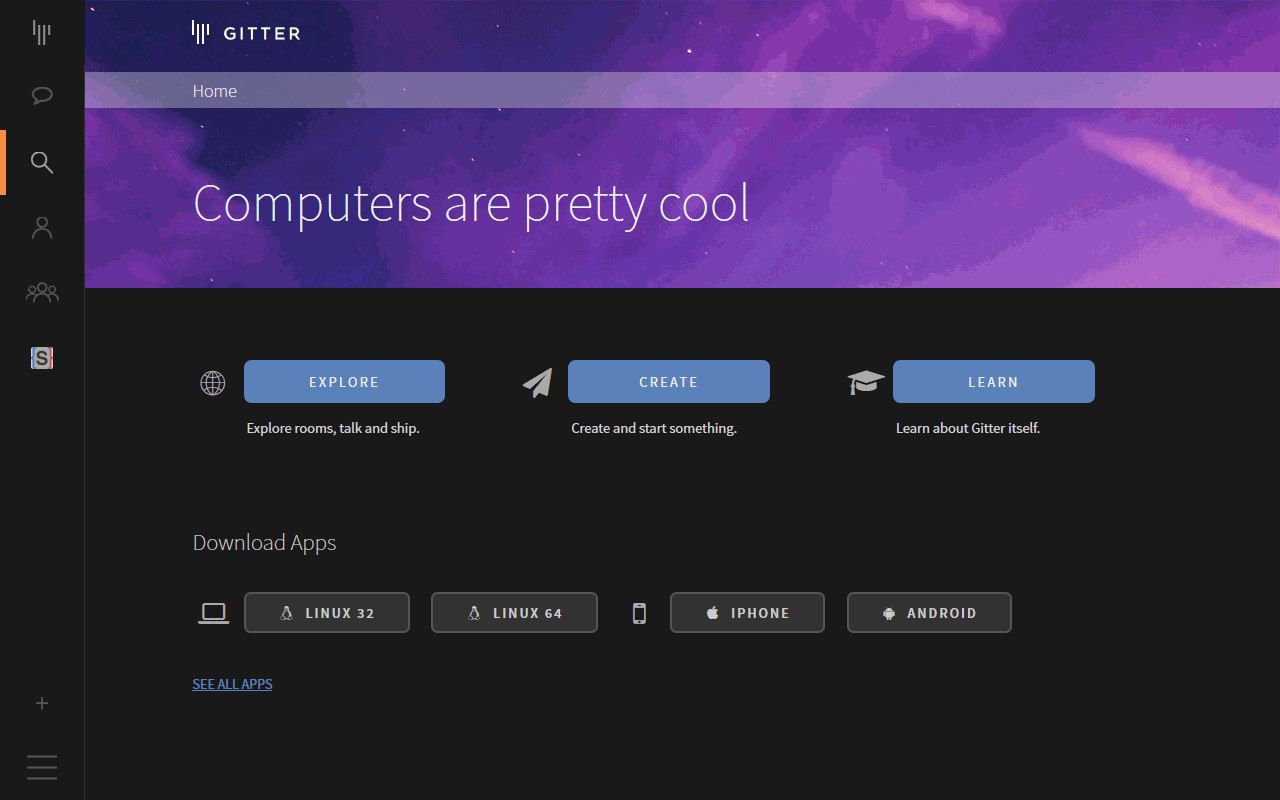 GITTER
Home
Computers are pretty cool
S
EXPLORE
CREATE
LEARN
Explore rooms, talk and ship.
Create and start something.
Learn about Gitter itself.
Download Apps
LINUX 32
LINUX 64
IPHONE
ANDROID
SEE ALL APPS